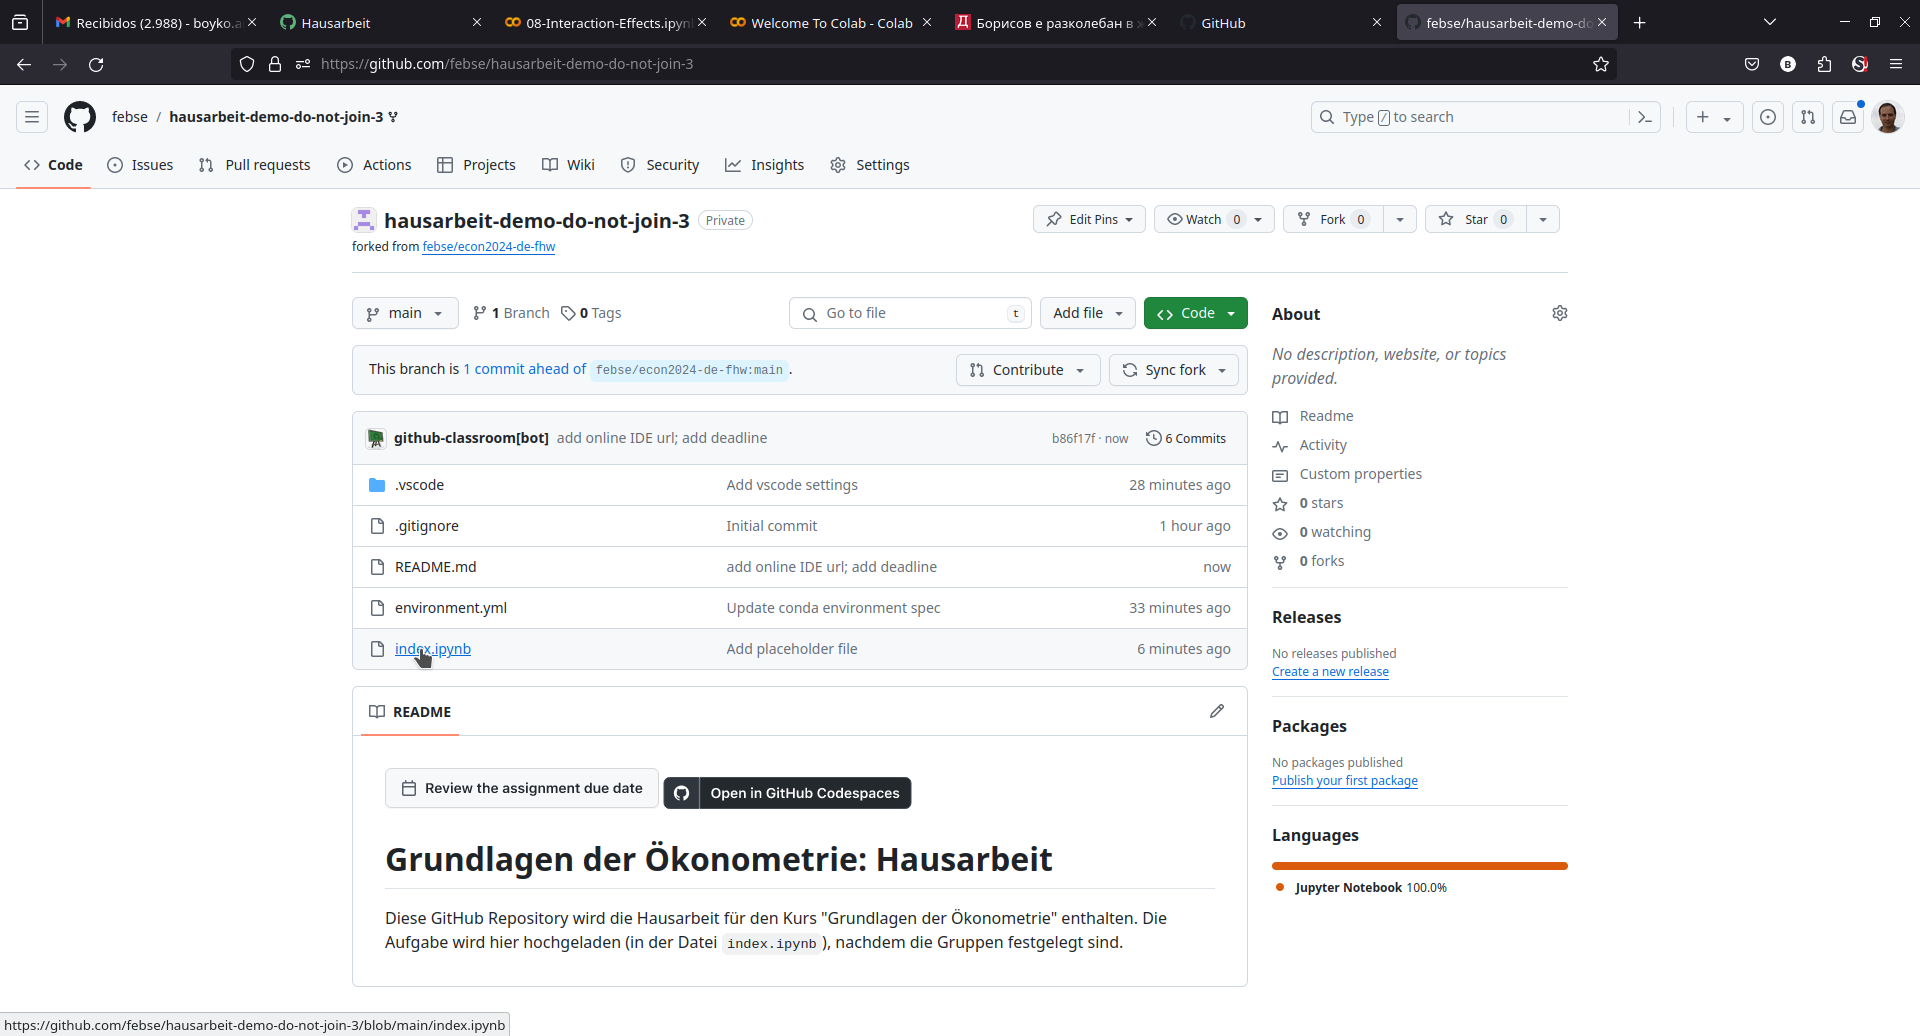 Recibidos (2.988) - boyko.a
Hausarbeit
08-Interaction-Effects.ipyn
Welcome To Colab - Colab
Борисов е разколебан в
GitHub
febse/hausarbeit-demo-do
https://github.com/febse/hausarbeit-demo-do-not-join-3
febse / hausarbeit-demo-do-not-join-3
Type / to search
Code Issues Pull requests Actions Projects Wiki Security Insights Settings
hausarbeit-demo-do-not-join-3 Private
Edit Pins Watch 0 Fork 0 Star 0
forked from febse/econ2024-de-fhw
main 1 Branch 0 Tags Go to file t Add file Code
This branch is 1 commit ahead of febse/econ2024-de-fhw:main .
Contribute Sync fork
github-classroom[bot] add online IDE url; add deadline b86f17f · now 6 Commits
.vscode Add vscode settings 28 minutes ago
.gitignore Initial commit 1 hour ago
README.md add online IDE url; add deadline now
environment.yml Update conda environment spec 33 minutes ago
index.ipynb Add placeholder file 6 minutes ago
README
Review the assignment due date Open in GitHub Codespaces
Grundlagen der Ökonometrie: Hausarbeit
Diese GitHub Repository wird die Hausarbeit für den Kurs "Grundlagen der Ökonometrie" enthalten. Die
Aufgabe wird hier hochgeladen (in der Datei index.ipynb ), nachdem die Gruppen festgelegt sind.
About
No description, website, or topics
provided.
Readme
Activity
Custom properties
0 stars
0 watching
0 forks
Releases
No releases published
Create a new release
Packages
No packages published
Publish your first package
Languages
Jupyter Notebook 100.0%
https://github.com/febse/hausarbeit-demo-do-not-join-3/blob/main/index.ipynb